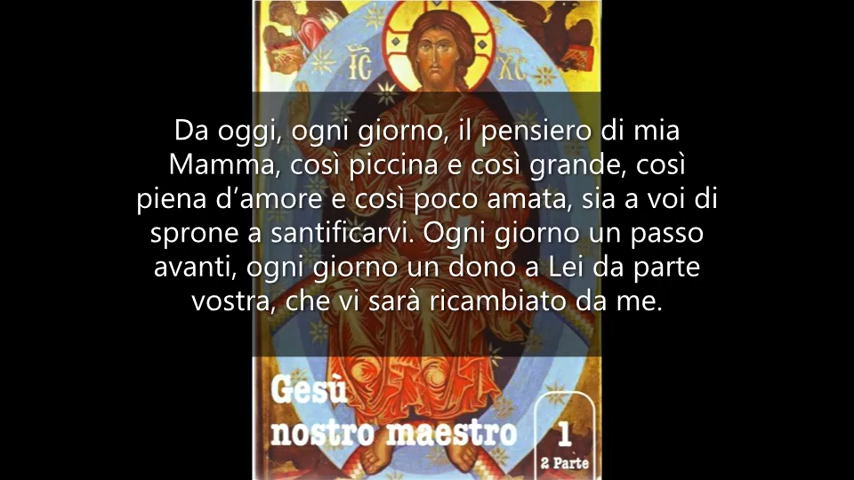 IC XC
Da oggi, ogni giorno, il pensiero di mia
Mamma, così piccina e così grande, così
piena d'amore e così poco amata, sia a voi di
sprone a santificarvi. Ogni giorno un passo
avanti, ogni giorno un dono a Lei da parte
vostra, che vi sarà ricambiato da me.
Gesù
nostro maestro
1
2 Parte